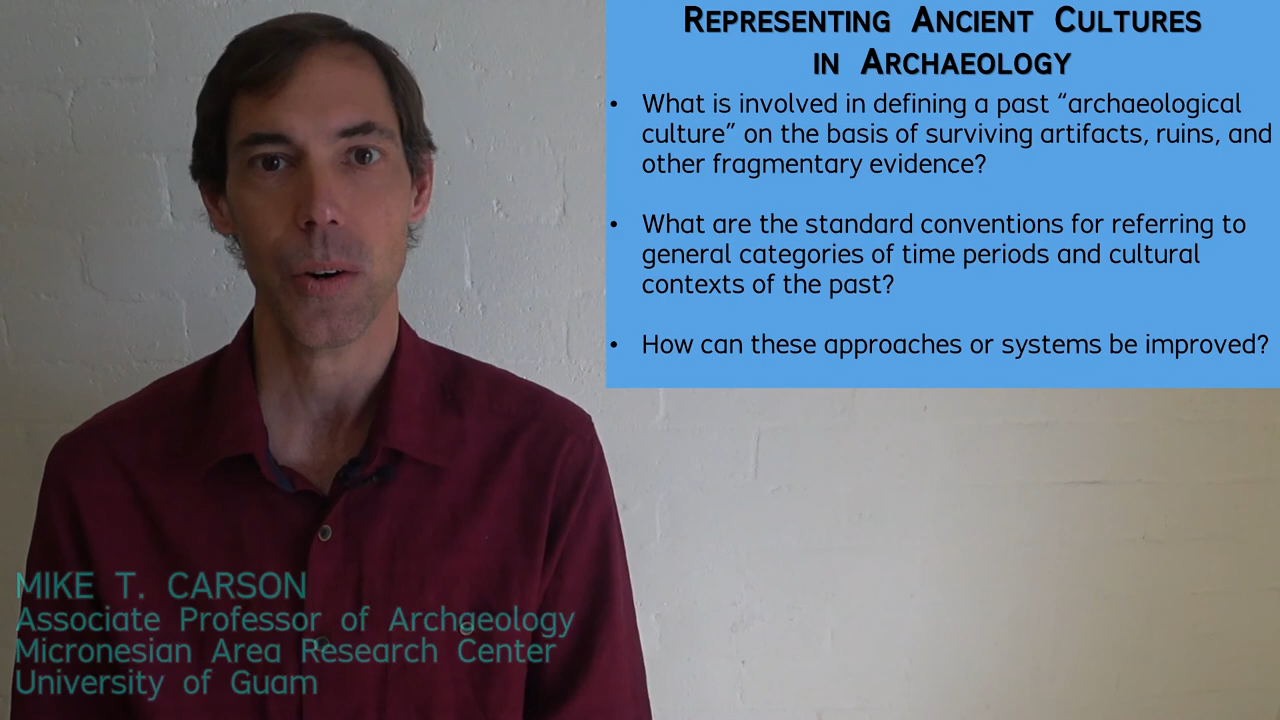 REPRESENTING ANCIENT CULTURES
IN ARCHAEOLOGY
• What is involved in defining a past “archaeological
culture” on the basis of surviving artifacts, ruins, and
other fragmentary evidence?
• What are the standard conventions for referring to
general categories of time periods and cultural
contexts of the past?
• How can these approaches or systems be improved?
MIKE T. CARSON
Associate Professor of Archaeology
Micronesian Area Research Center
University of Guam